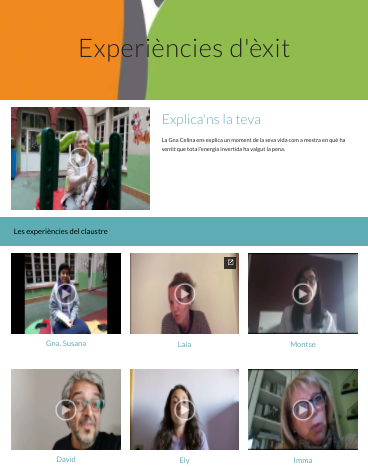 Experiències d'èxit
Explica'ns la teva
La Gna Celina ens explica un moment de la seva vida com a mestra en què ha
sentit que tota l'energia invertida ha valgut la pena.
Les experiències del claustre
Gna. Susana
Laia
Montse
David
Ely
Imma